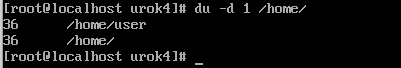 [root@localhost urok4]# du -d 1 /home/
36      /home/user
36      /home/
[root@localhost urok4]# _